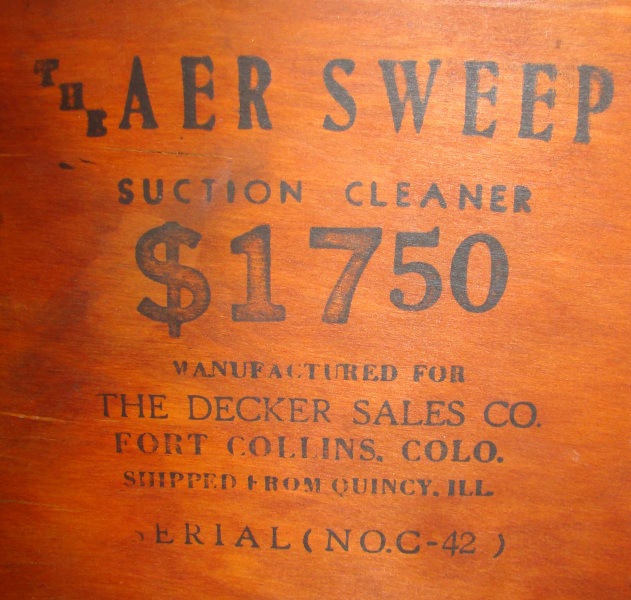 THE AER SWEEP
SUCTION CLEANER
$1750
MANUFACTURED FOR
THE DECKER SALES CO.
FORT COLLINS, COLO.
SHIPPED FROM QUINCY, ILL.
SERIAL (NO.C-42)